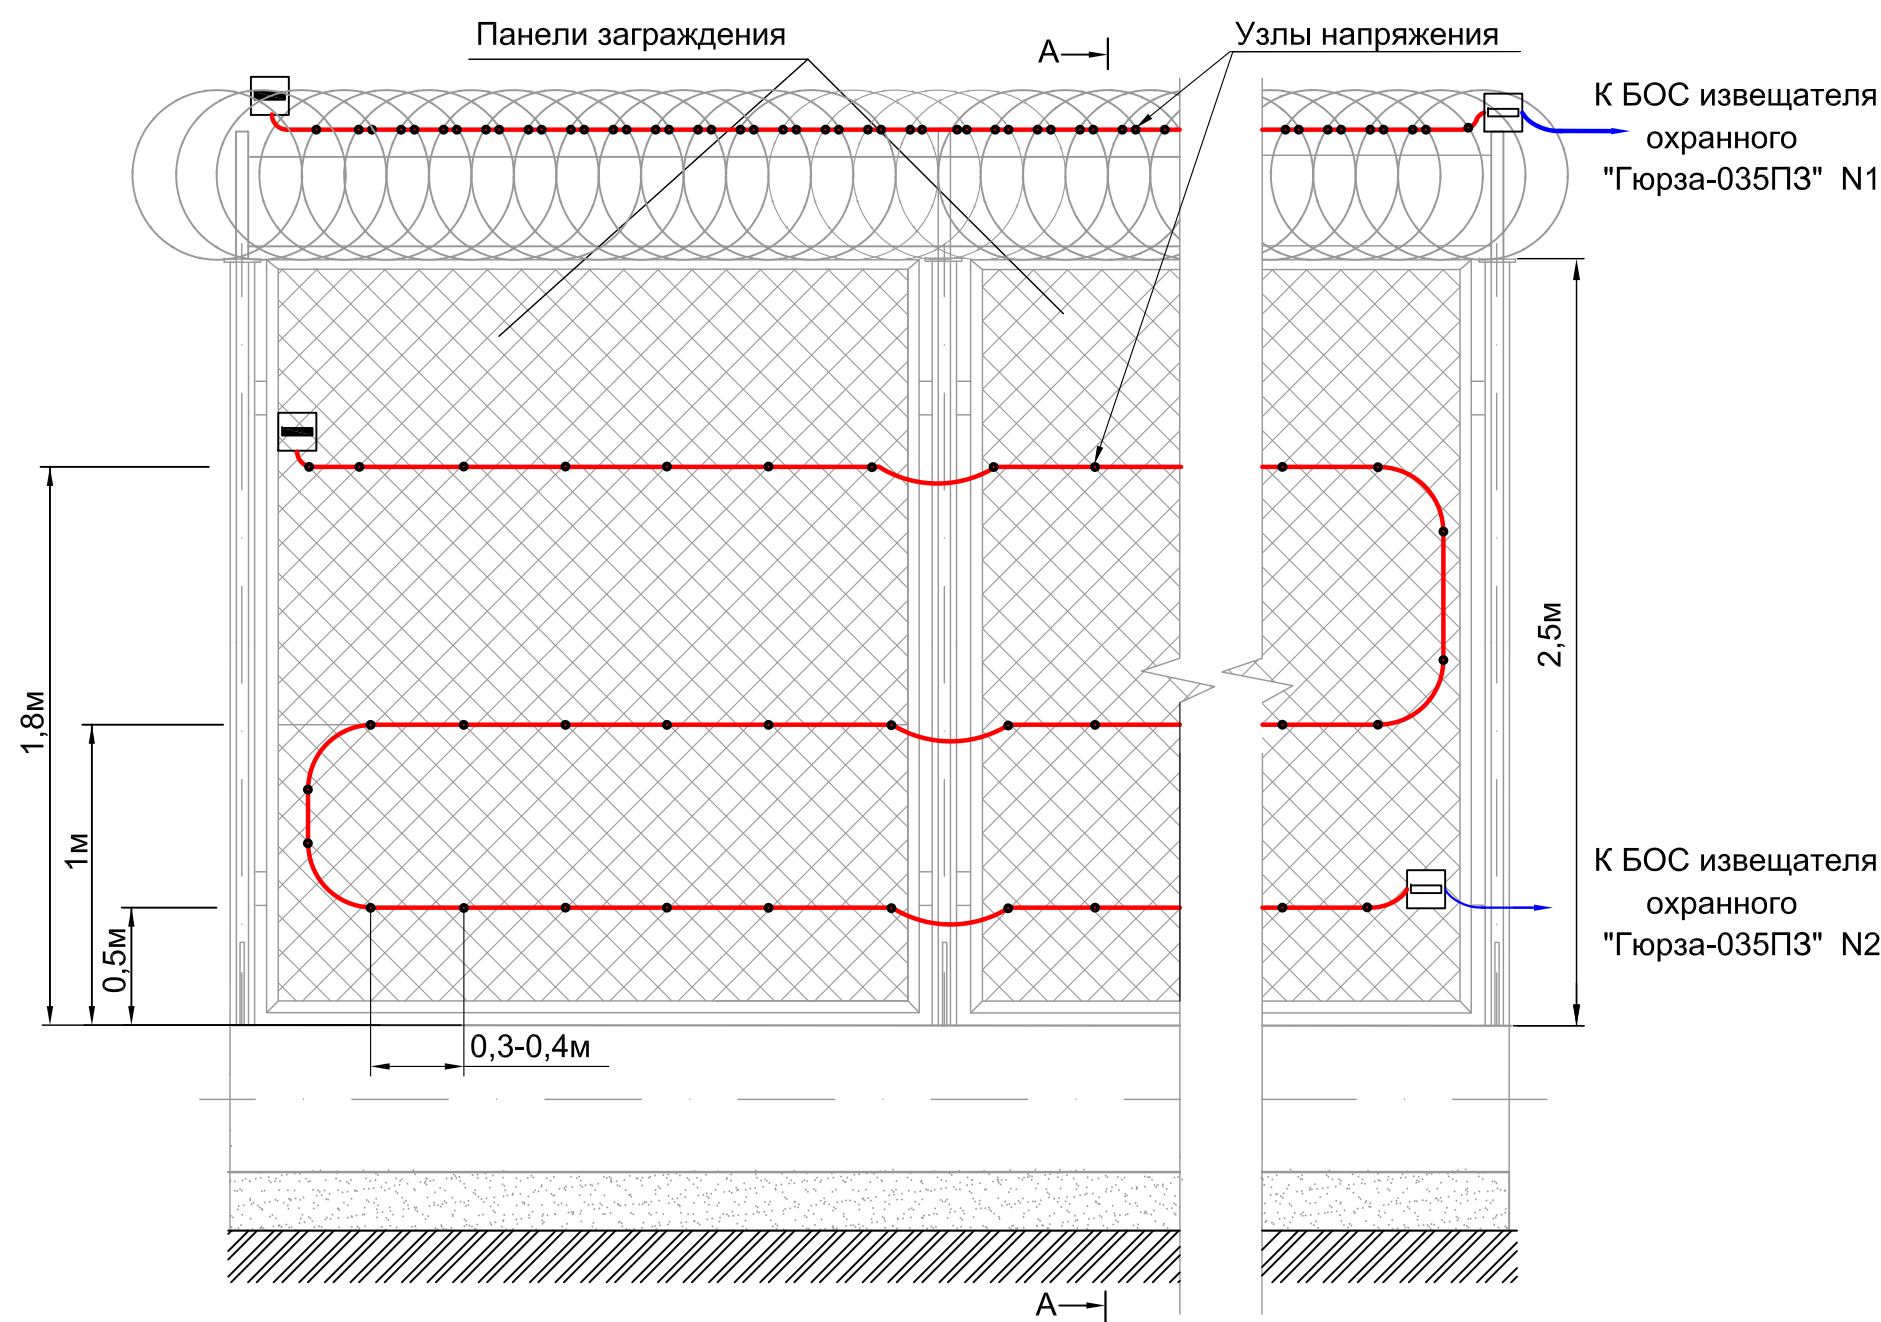 Панели заграждения
А
Узлы напряжения
К БОС извещателя
охранного
"Гюрза-035ПЗ" N1
1,8м
1м
0,5м
2,5м
К БОС извещателя
охранного
"Гюрза-035ПЗ" N2
0,3-0,4м
А